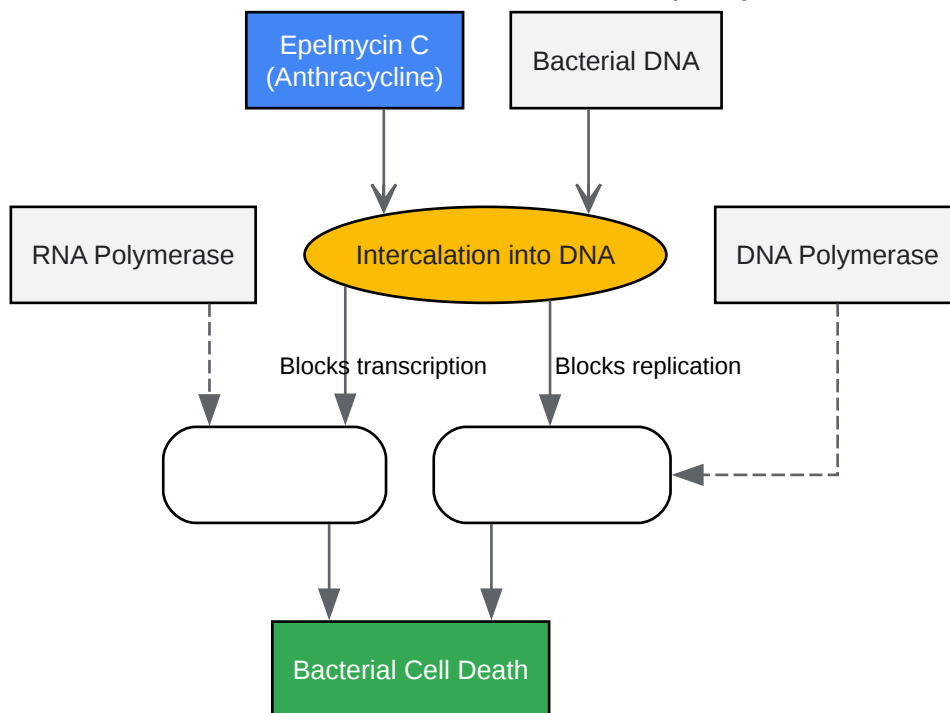 Epelmycin C
(Anthracycline)
Bacterial DNA
RNA Polymerase
Intercalation into DNA
DNA Polymerase
Blocks transcription
Blocks replication
Bacterial Cell Death